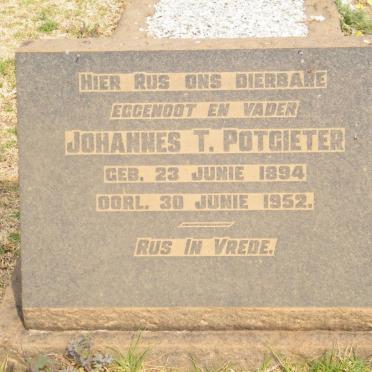 Hier Rus Ons Dierbare
Eggenoot en Vader
Johannes T. Potgieter
Geb. 23 Junie 1894
Oorl. 30 Junie 1952.
Rus In Vrede.